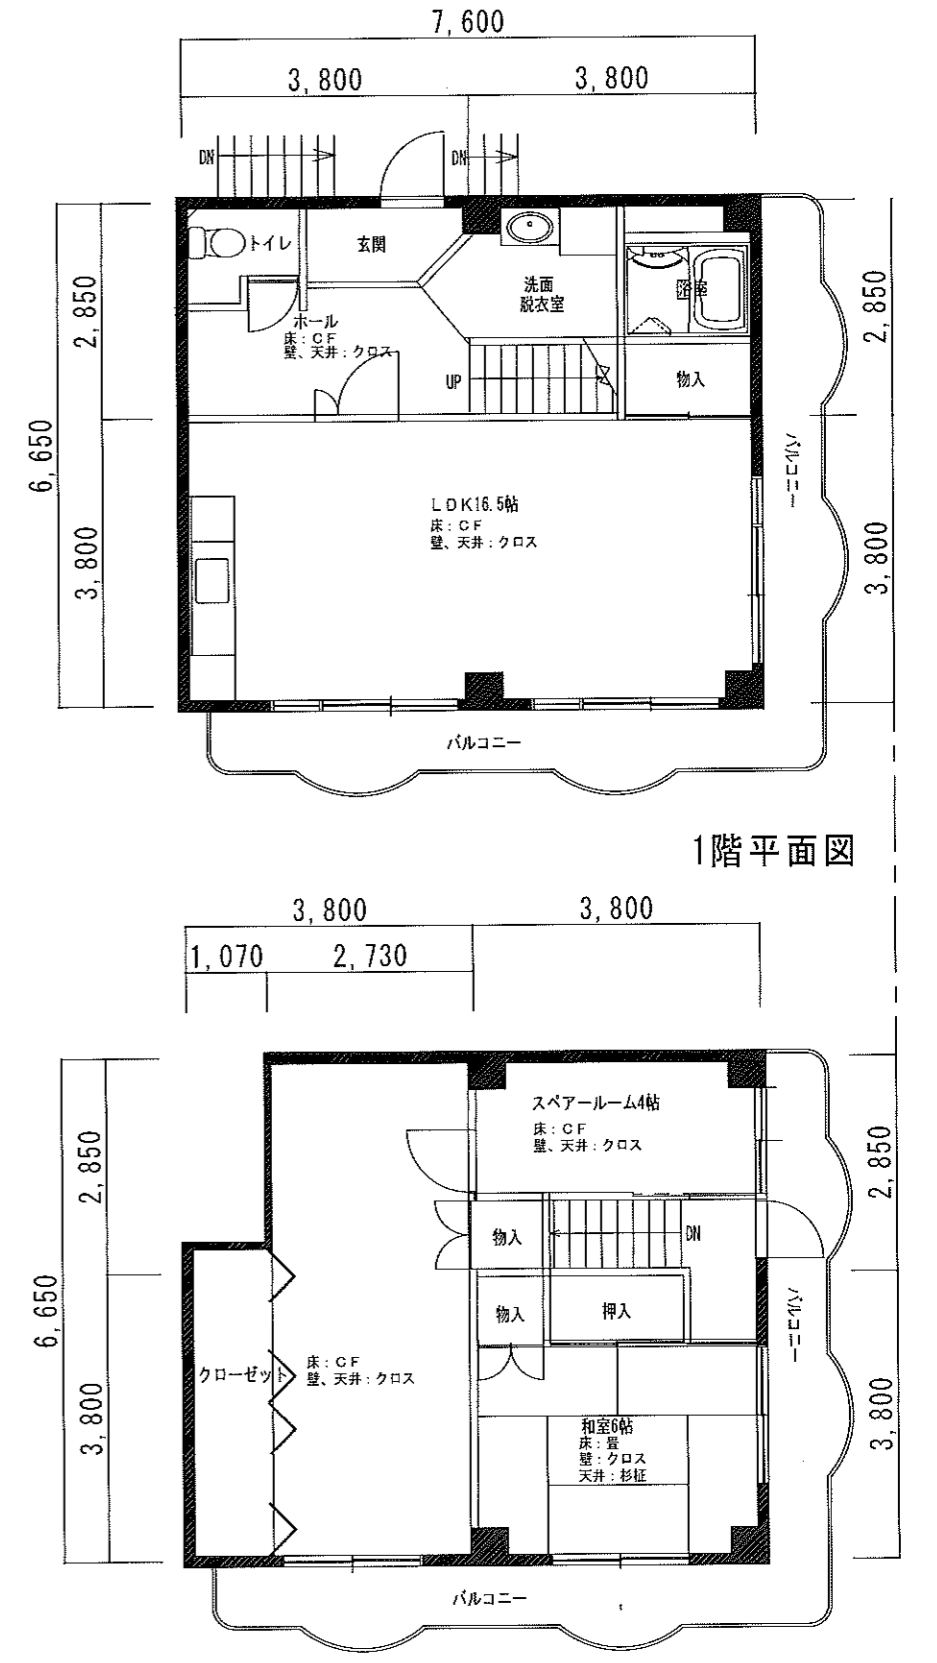 7,600
3,800
3,800
DN
DN
トイレ
玄関
洗面
脱衣室
浴室
ホール
床：ＣＦ
壁、天井：クロス
UP
物入
2,850
6,650
3,800
2,850
3,800
バルコニー
ＬＤＫ16.5帖
床：ＣＦ
壁、天井：クロス
バルコニー
1階平面図
3,800
3,800
1,070
2,730
2,850
6,650
3,800
2,850
3,800
スペアールーム4帖
床：ＣＦ
壁、天井：クロス
物入
DN
物入
押入
バルコニー
クローゼット
床：ＣＦ
壁、天井：クロス
和室6帖
床：畳
壁：クロス
天井：杉柾
バルコニー